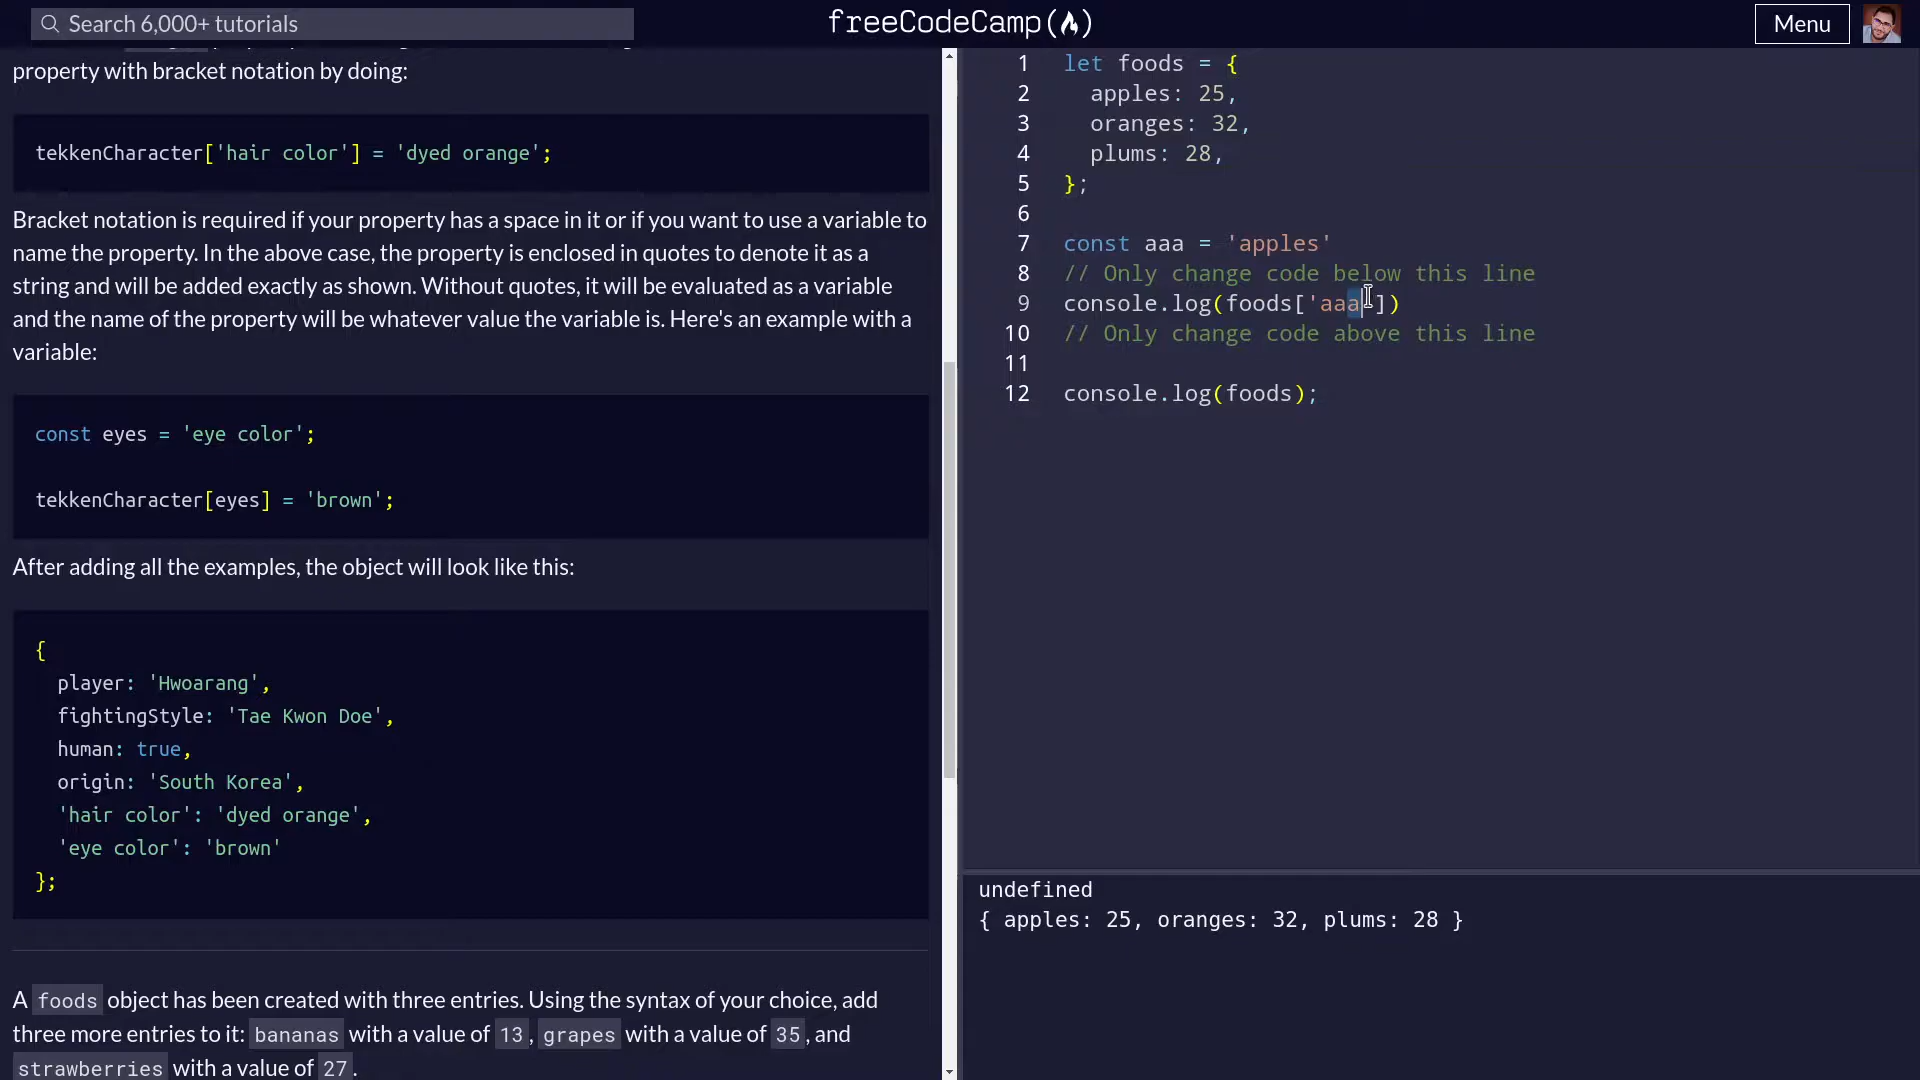 Search 6,000+ tutorials
freeCodeCamp(🔥)
Menu
property with bracket notation by doing:
tekkenCharacter['hair color'] = 'dyed orange';
Bracket notation is required if your property has a space in it or if you want to use a variable to
name the property. In the above case, the property is enclosed in quotes to denote it as a
string and will be added exactly as shown. Without quotes, it will be evaluated as a variable
and the name of the property will be whatever value the variable is. Here's an example with a
variable:
const eyes = 'eye color';
tekkenCharacter[eyes] = 'brown';
After adding all the examples, the object will look like this:
{
player: 'Hwoarang',
fightingStyle: 'Tae Kwon Doe',
human: true,
origin: 'South Korea',
'hair color': 'dyed orange',
'eye color': 'brown'
};
A foods object has been created with three entries. Using the syntax of your choice, add
three more entries to it: bananas with a value of 13, grapes with a value of 35, and
strawberries with a value of 27.
1 let foods = {
2 apples: 25,
3 oranges: 32,
4 plums: 28,
5 };
6
7 const aaa = 'apples'
8 // Only change code below this line
9 console.log(foods['aaa'])
10 // Only change code above this line
11
12 console.log(foods);
undefined
{ apples: 25, oranges: 32, plums: 28 }